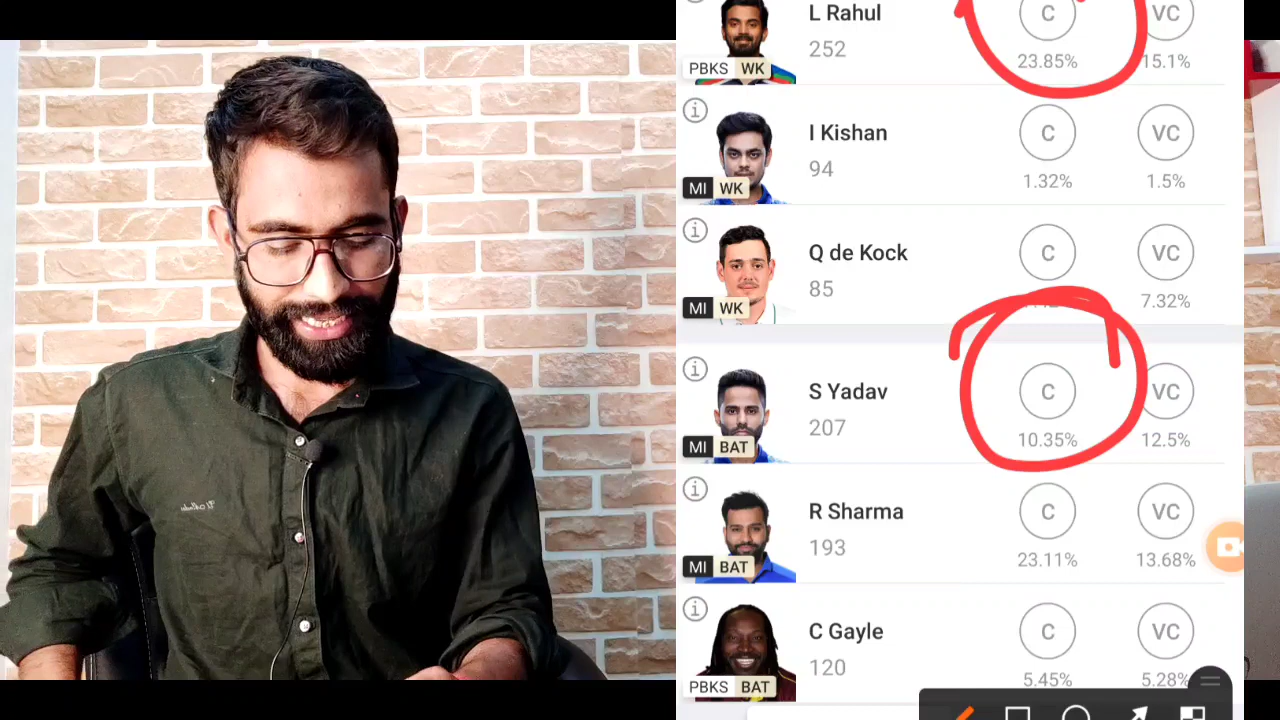 L Rahul
C
VC
252
23.85%
15.1%
PBKS WK
i
I Kishan
C
VC
94
1.32%
1.5%
MI WK
i
Q de Kock
C
VC
85
7.32%
MI WK
i
S Yadav
C
VC
207
10.35%
12.5%
MI BAT
i
R Sharma
C
VC
193
23.11%
13.68%
MI BAT
i
C Gayle
C
VC
120
5.45%
5.28%
PBKS BAT